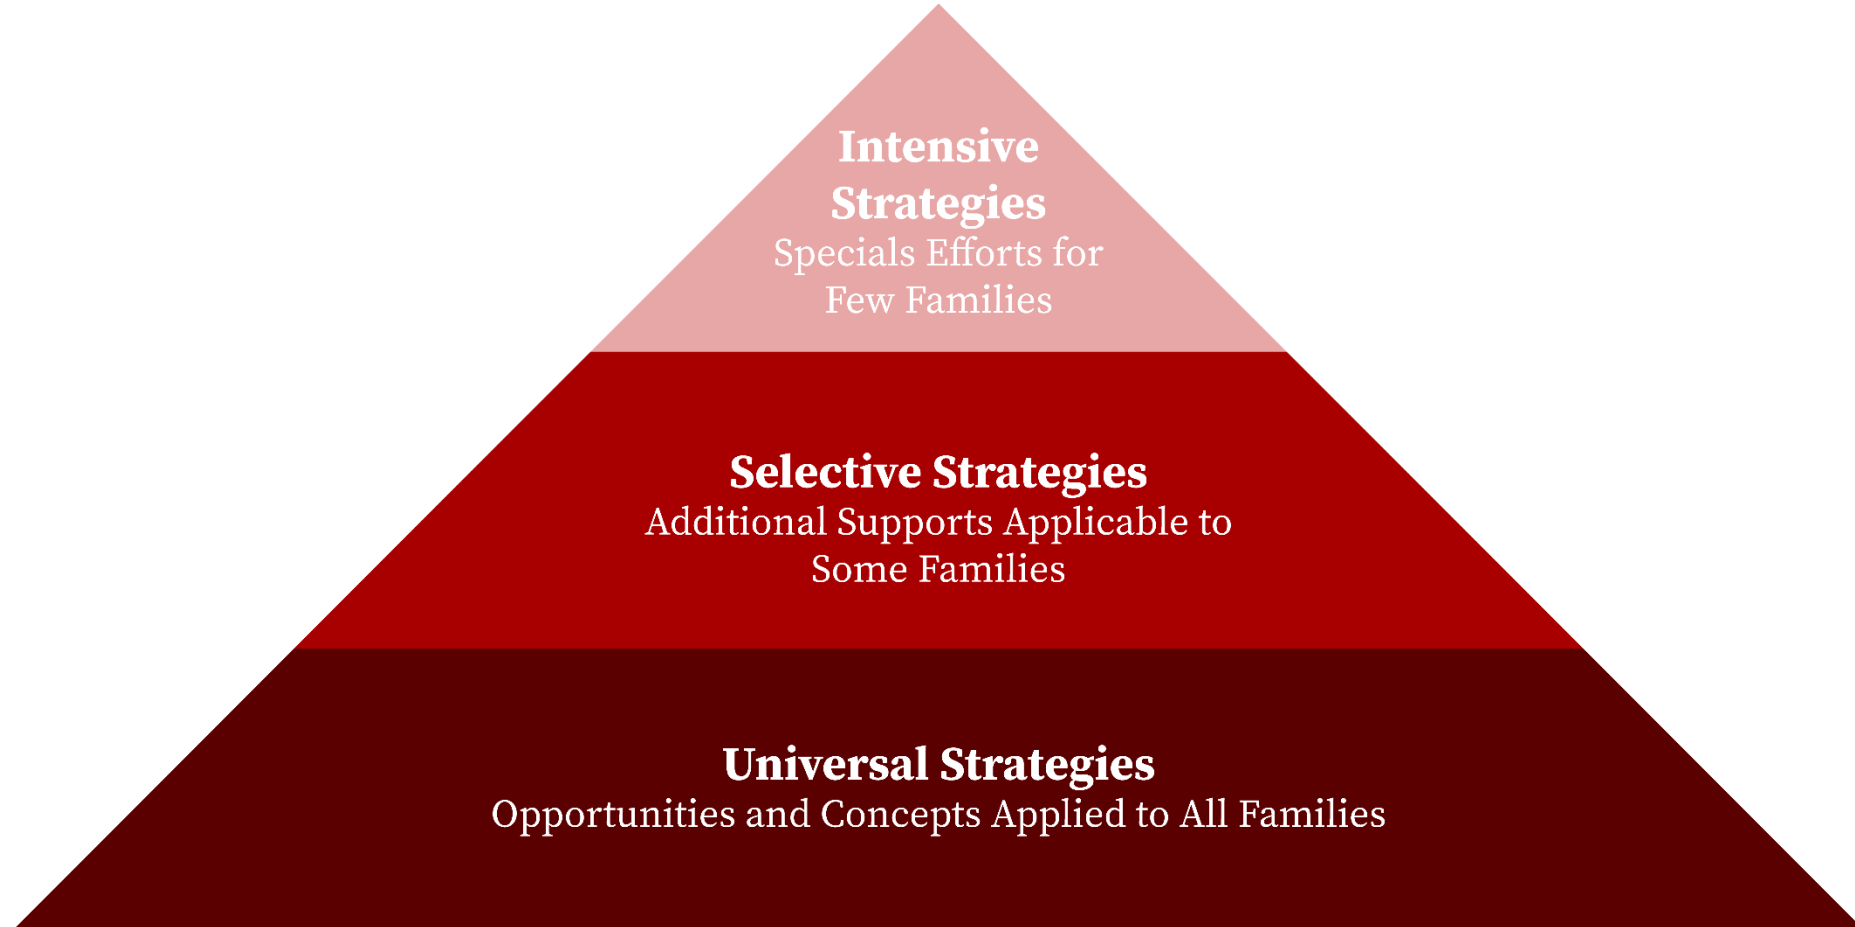 Intensive
Strategies
Specials Efforts for
Few Families
Selective Strategies
Additional Supports Applicable to
Some Families
Universal Strategies
Opportunities and Concepts Applied to All Families